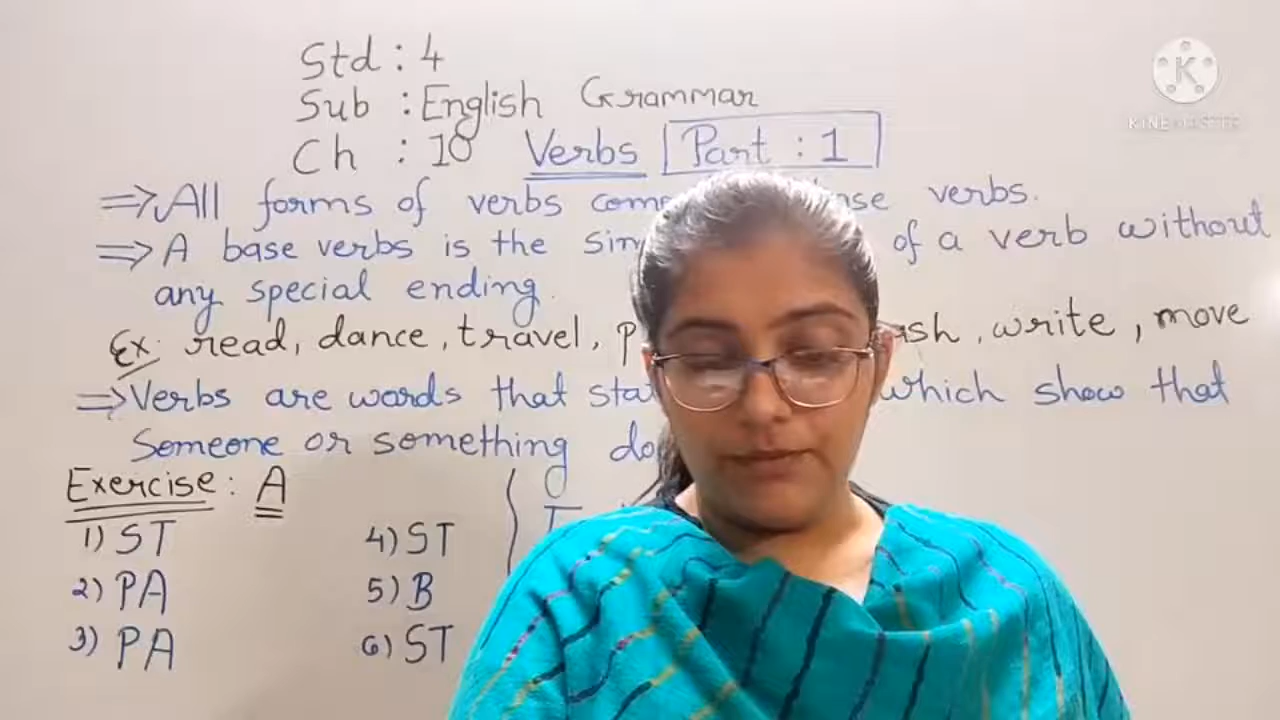 Std : 4
Sub : English Grammar
Ch : 10 Verbs Part : 1
⇒ All forms of verbs come verbs.
⇒ A base verbs is the of a verb without
any special ending.
Ex: read, dance, travel, write, move
⇒ Verbs are words that which show that
someone or something
Exercise : A
1) ST 4) ST
2) PA 5) B
3) PA 6) ST
K
KINEMASTER